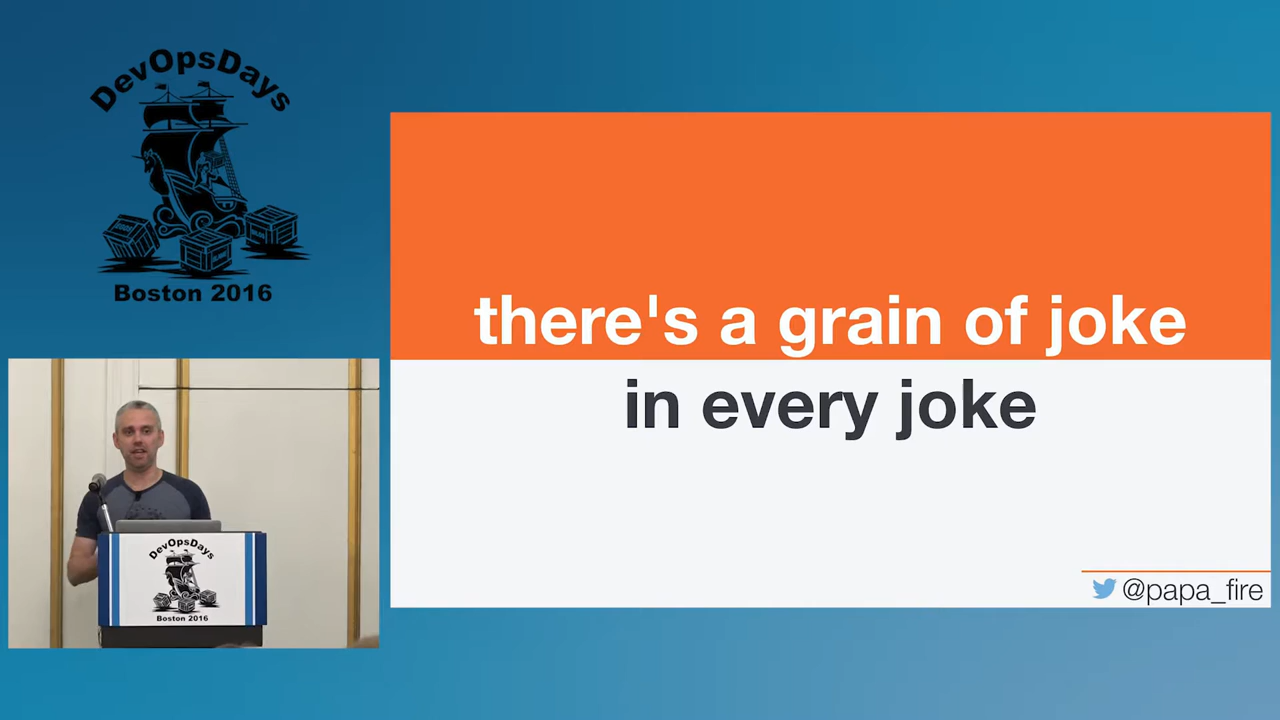 DevOpsDays
Boston 2016
there's a grain of joke
in every joke
@papa_fire
DevOpsDays
Boston 2016